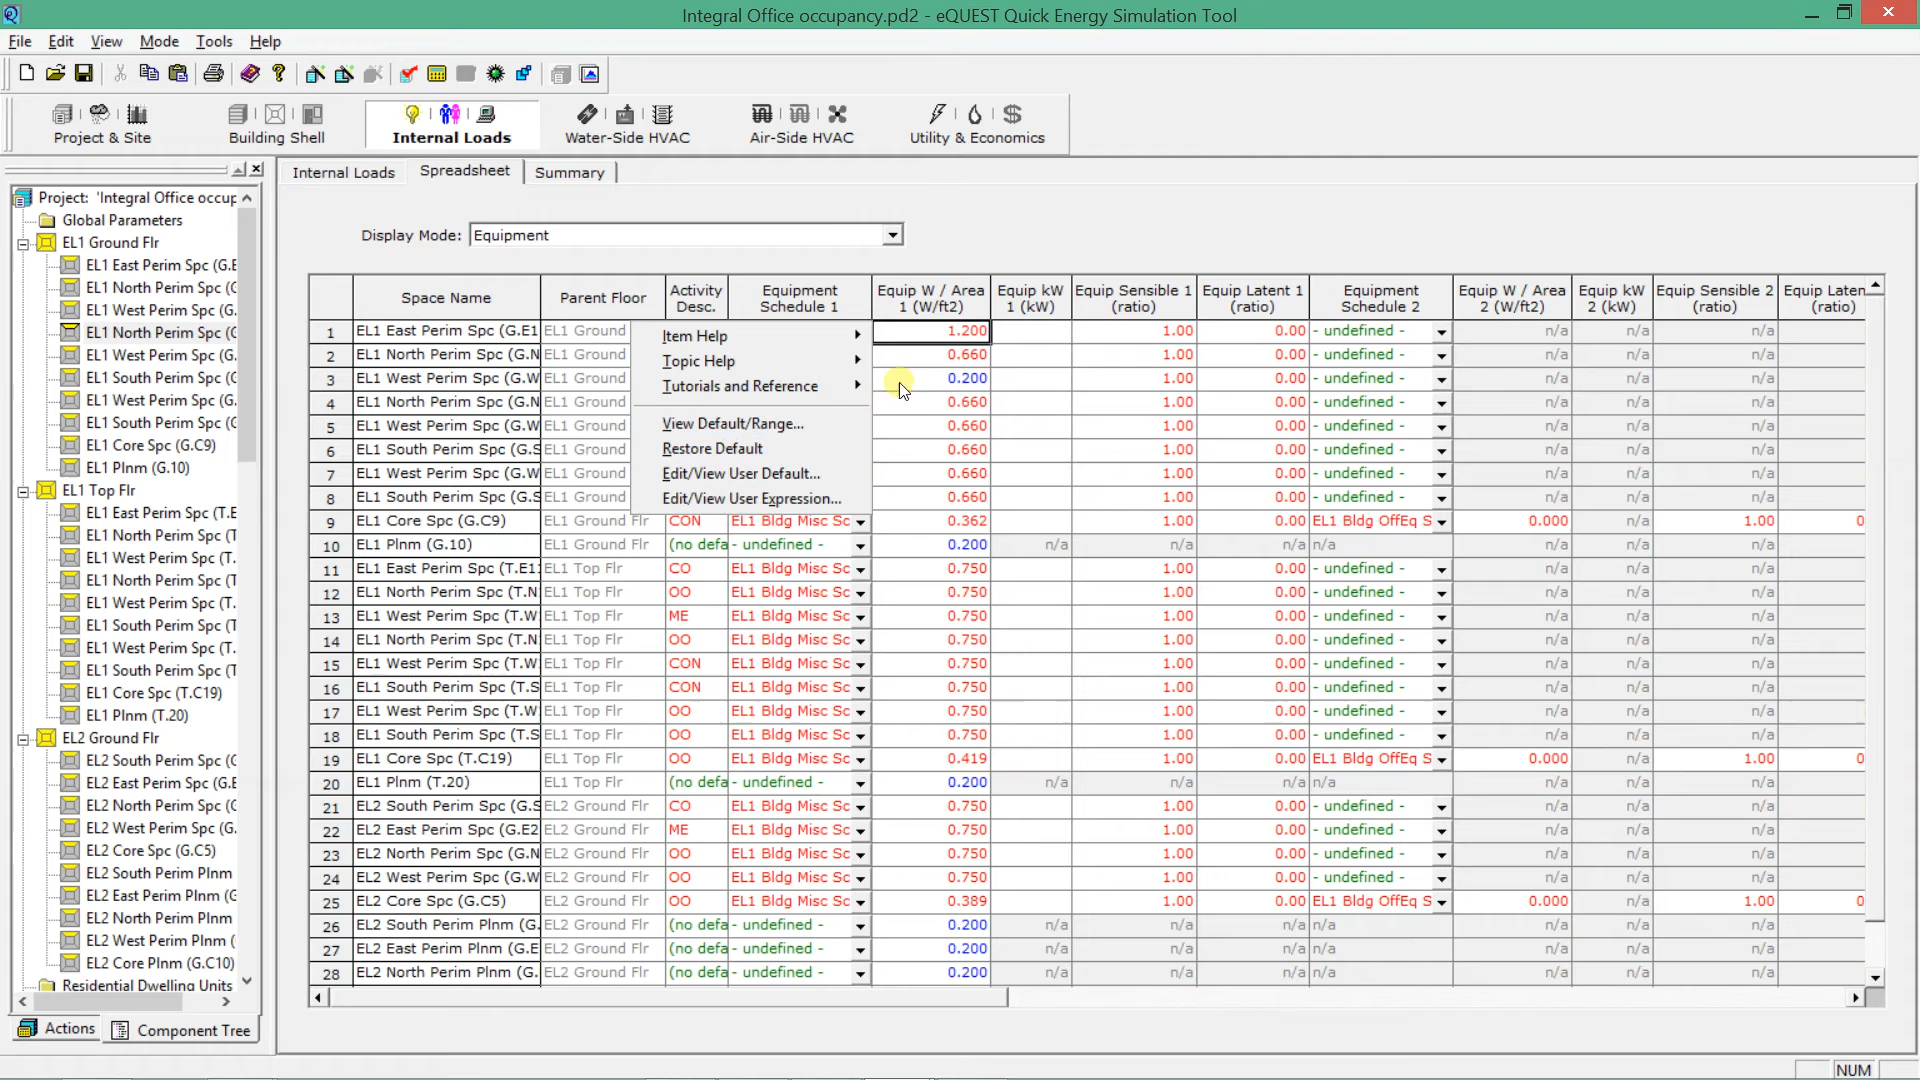 Integral Office occupancy.pd2 - eQUEST Quick Energy Simulation Tool
File Edit View Mode Tools Help
Project & Site Building Shell Internal Loads Water-Side HVAC Air-Side HVAC Utility & Economics
Internal Loads Spreadsheet Summary
Display Mode: Equipment
Project: 'Integral Office occup
Global Parameters
EL1 Ground Flr
EL1 East Perim Spc (G.E
EL1 North Perim Spc (G
EL1 West Perim Spc (G.
EL1 North Perim Spc (G
EL1 West Perim Spc (G.
EL1 South Perim Spc (G
EL1 West Perim Spc (G.
EL1 South Perim Spc (G
EL1 Core Spc (G.C9)
EL1 Plnm (G.10)
EL1 Top Flr
EL1 East Perim Spc (T.E
EL1 North Perim Spc (T
EL1 West Perim Spc (T.
EL1 North Perim Spc (T
EL1 West Perim Spc (T.
EL1 South Perim Spc (T
EL1 West Perim Spc (T.
EL1 South Perim Spc (T
EL1 Core Spc (T.C19)
EL1 Plnm (T.20)
EL2 Ground Flr
EL2 South Perim Spc (G
EL2 East Perim Spc (G.E
EL2 North Perim Spc (G
EL2 West Perim Spc (G.
EL2 Core Spc (G.C5)
EL2 South Perim Plnm
EL2 East Perim Plnm (G
EL2 North Perim Plnm
EL2 West Perim Plnm (
EL2 Core Plnm (G.C10)
Residential Dwelling Units
Actions Component Tree
Space Name Parent Floor Activity Desc. Equipment Schedule 1 Equip W / Area 1 (W/ft2) Equip kW 1 (kW) Equip Sensible 1 (ratio) Equip Latent 1 (ratio) Equipment Schedule 2 Equip W / Area 2 (W/ft2) Equip kW 2 (kW) Equip Sensible 2 (ratio) Equip Laten (ratio)
1 EL1 East Perim Spc (G.E1 EL1 Ground 1.200 1.00 0.00 - undefined - n/a n/a n/a
2 EL1 North Perim Spc (G.N EL1 Ground 0.660 1.00 0.00 - undefined - n/a n/a n/a
3 EL1 West Perim Spc (G.W EL1 Ground 0.200 1.00 0.00 - undefined - n/a n/a n/a
4 EL1 North Perim Spc (G.N EL1 Ground 0.660 1.00 0.00 - undefined - n/a n/a n/a
5 EL1 West Perim Spc (G.W EL1 Ground 0.660 1.00 0.00 - undefined - n/a n/a n/a
6 EL1 South Perim Spc (G.S EL1 Ground 0.660 1.00 0.00 - undefined - n/a n/a n/a
7 EL1 West Perim Spc (G.W EL1 Ground 0.660 1.00 0.00 - undefined - n/a n/a n/a
8 EL1 South Perim Spc (G.S EL1 Ground 0.660 1.00 0.00 - undefined - n/a n/a n/a
9 EL1 Core Spc (G.C9) EL1 Ground Flr CON EL1 Bldg Misc Sc 0.362 1.00 0.00 EL1 Bldg OffEq S 0.000 n/a 1.00 0
10 EL1 Plnm (G.10) EL1 Ground Flr (no defa - undefined - 0.200 n/a n/a n/a n/a n/a n/a n/a
11 EL1 East Perim Spc (T.E1 EL1 Top Flr CO EL1 Bldg Misc Sc 0.750 1.00 0.00 - undefined - n/a n/a n/a
12 EL1 North Perim Spc (T.N EL1 Top Flr OO EL1 Bldg Misc Sc 0.750 1.00 0.00 - undefined - n/a n/a n/a
13 EL1 West Perim Spc (T.W EL1 Top Flr ME EL1 Bldg Misc Sc 0.750 1.00 0.00 - undefined - n/a n/a n/a
14 EL1 North Perim Spc (T.N EL1 Top Flr OO EL1 Bldg Misc Sc 0.750 1.00 0.00 - undefined - n/a n/a n/a
15 EL1 West Perim Spc (T.W EL1 Top Flr CON EL1 Bldg Misc Sc 0.750 1.00 0.00 - undefined - n/a n/a n/a
16 EL1 South Perim Spc (T.S EL1 Top Flr CON EL1 Bldg Misc Sc 0.750 1.00 0.00 - undefined - n/a n/a n/a
17 EL1 West Perim Spc (T.W EL1 Top Flr OO EL1 Bldg Misc Sc 0.750 1.00 0.00 - undefined - n/a n/a n/a
18 EL1 South Perim Spc (T.S EL1 Top Flr OO EL1 Bldg Misc Sc 0.750 1.00 0.00 - undefined - n/a n/a n/a
19 EL1 Core Spc (T.C19) EL1 Top Flr OO EL1 Bldg Misc Sc 0.419 1.00 0.00 EL1 Bldg OffEq S 0.000 n/a 1.00 0
20 EL1 Plnm (T.20) EL1 Top Flr (no defa - undefined - 0.200 n/a n/a n/a n/a n/a n/a n/a
21 EL2 South Perim Spc (G.S EL2 Ground Flr CO EL1 Bldg Misc Sc 0.750 1.00 0.00 - undefined - n/a n/a n/a
22 EL2 East Perim Spc (G.E2 EL2 Ground Flr ME EL1 Bldg Misc Sc 0.750 1.00 0.00 - undefined - n/a n/a n/a
23 EL2 North Perim Spc (G.N EL2 Ground Flr OO EL1 Bldg Misc Sc 0.750 1.00 0.00 - undefined - n/a n/a n/a
24 EL2 West Perim Spc (G.W EL2 Ground Flr OO EL1 Bldg Misc Sc 0.750 1.00 0.00 - undefined - n/a n/a n/a
25 EL2 Core Spc (G.C5) EL2 Ground Flr OO EL1 Bldg Misc Sc 0.389 1.00 0.00 EL1 Bldg OffEq S 0.000 n/a 1.00 0
26 EL2 South Perim Plnm (G. EL2 Ground Flr (no defa - undefined - 0.200 n/a n/a n/a n/a n/a n/a n/a
27 EL2 East Perim Plnm (G.E EL2 Ground Flr (no defa - undefined - 0.200 n/a n/a n/a n/a n/a n/a n/a
28 EL2 North Perim Plnm (G. EL2 Ground Flr (no defa - undefined - 0.200 n/a n/a n/a n/a n/a n/a n/a
Item Help
Topic Help
Tutorials and Reference
View Default/Range...
Restore Default
Edit/View User Default...
Edit/View User Expression...
NUM